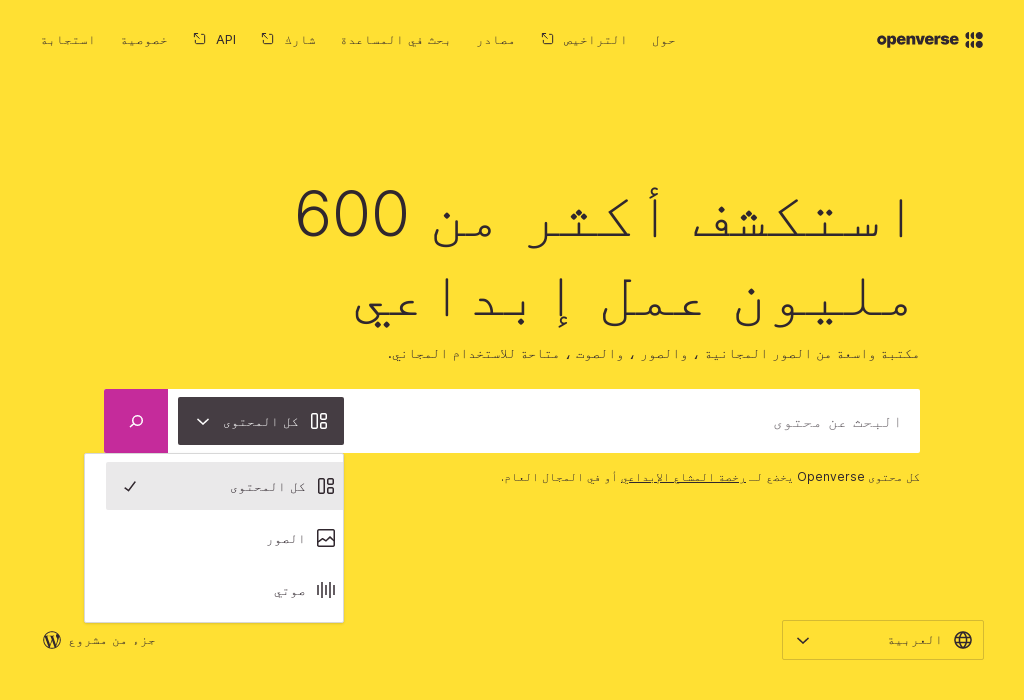 openverse
حول
التراخيص
مصادر
بحث في المساعدة
شارك
API
خصوصية
استجابة
استكشف أكثر من 600
مليون عمل إبداعي
مكتبة واسعة من الصور المجانية ، والصور ، والصوت ، متاحة للاستخدام المجاني.
البحث عن محتوى
كل المحتوى
كل محتوى Openverse يخضع لـ رخصة المشاع الإبداعي أو في المجال العام.
كل المحتوى
الصور
صوتي
العربية
جزء من مشروع